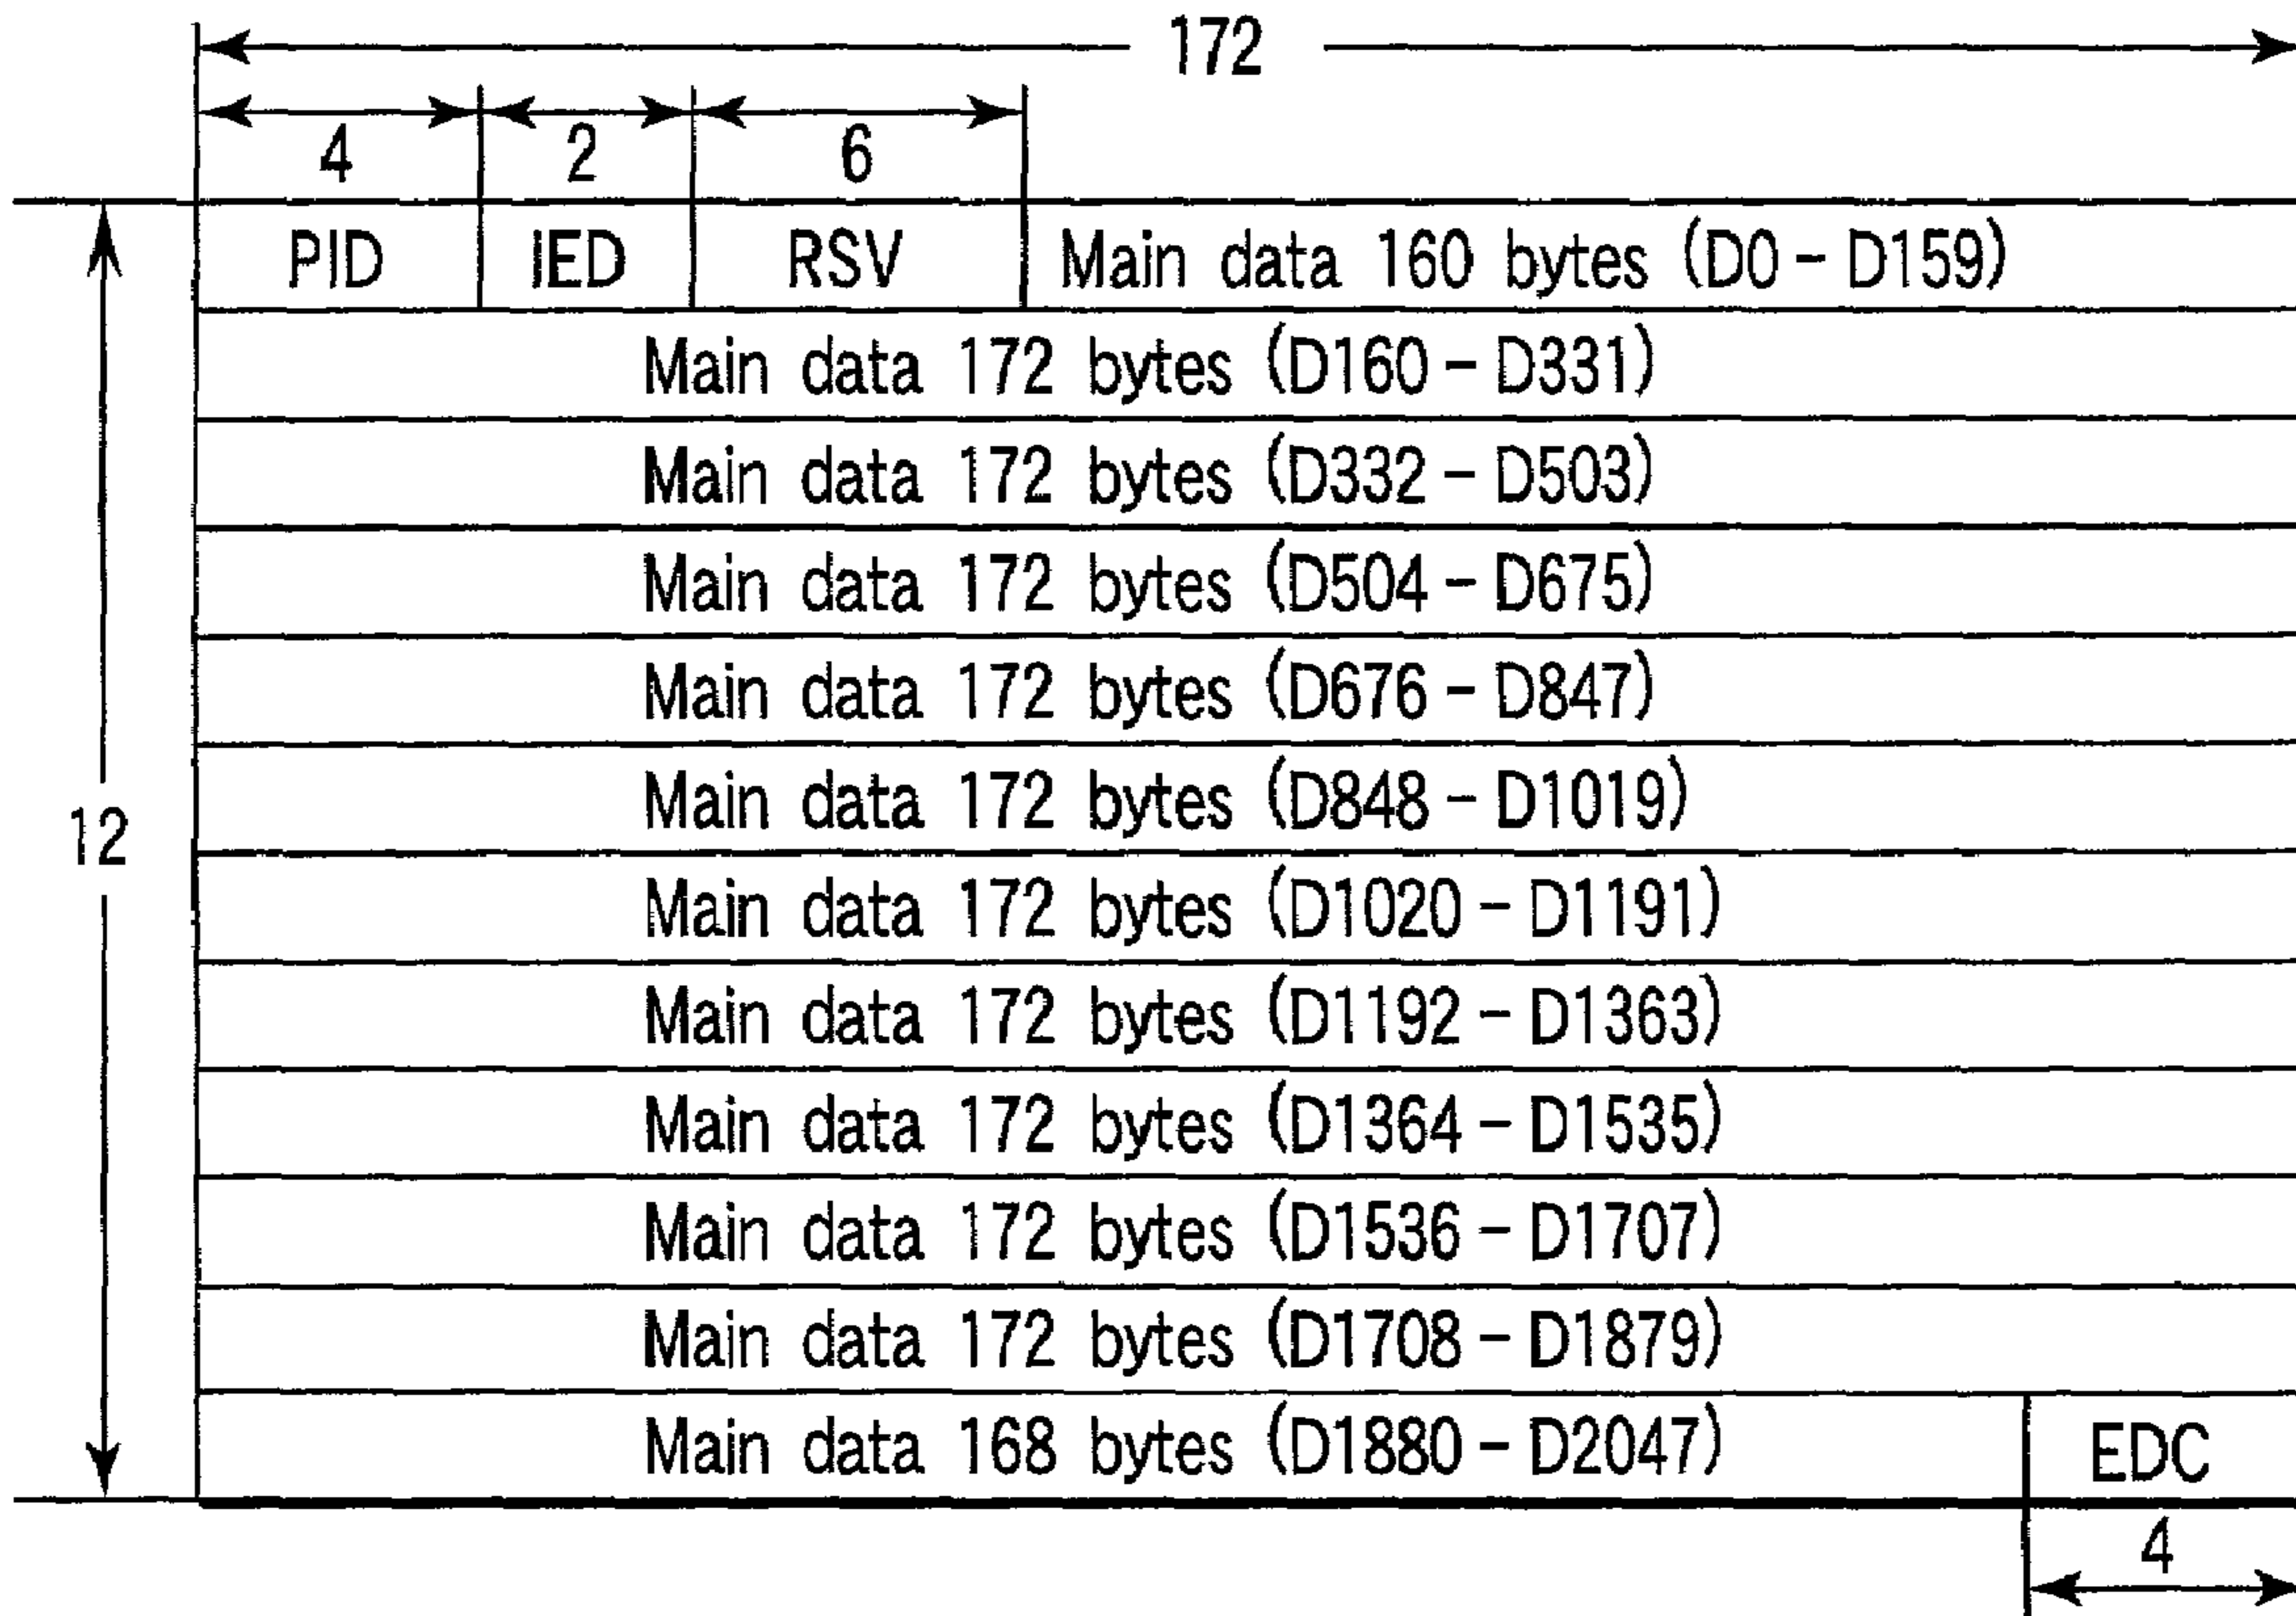 172
4 2 6
PID IED RSV Main data 160 bytes (D0 - D159)
Main data 172 bytes (D160 - D331)
Main data 172 bytes (D332 - D503)
Main data 172 bytes (D504 - D675)
Main data 172 bytes (D676 - D847)
Main data 172 bytes (D848 - D1019)
12
Main data 172 bytes (D1020 - D1191)
Main data 172 bytes (D1192 - D1363)
Main data 172 bytes (D1364 - D1535)
Main data 172 bytes (D1536 - D1707)
Main data 172 bytes (D1708 - D1879)
Main data 168 bytes (D1880 - D2047) EDC
4